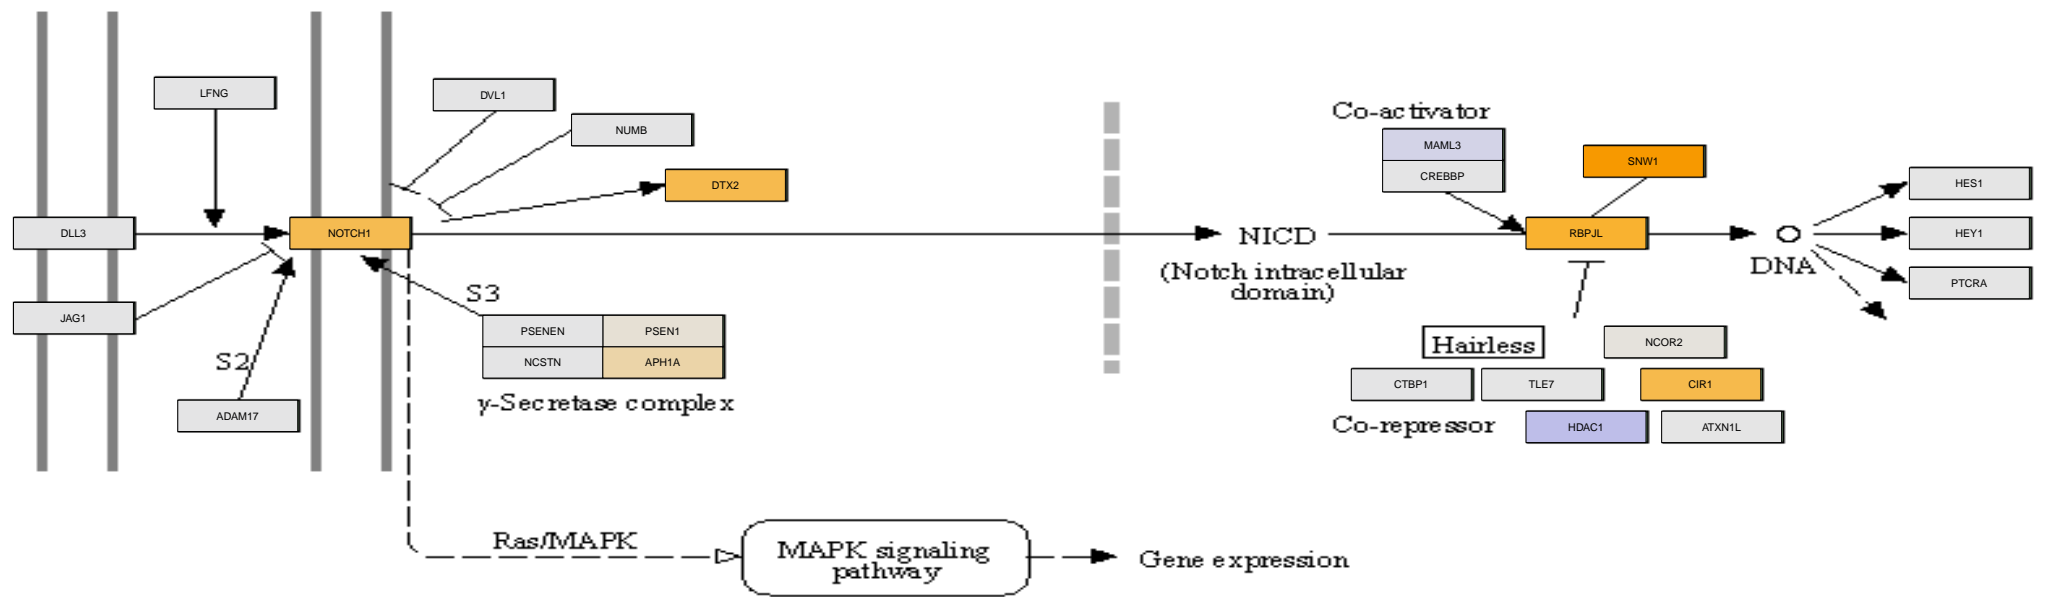 LFNG
DVL1
NUMB
DTX2
DLL3
NOTCH1
JAG1
S2
ADAM17
S3
PSENEN
PSEN1
NCSTN
APH1A
γ-Secretase complex
NICD
(Notch intracellular
domain)
Co-activator
MAML3
CREBBP
SNW1
RBPJL
DNA
HES1
HEY1
PTCRA
Hairless
NCOR2
CTBP1
TLE7
CIR1
Co-repressor
HDAC1
ATXN1L
Ras/MAPK
MAPK signaling
pathway
Gene expression